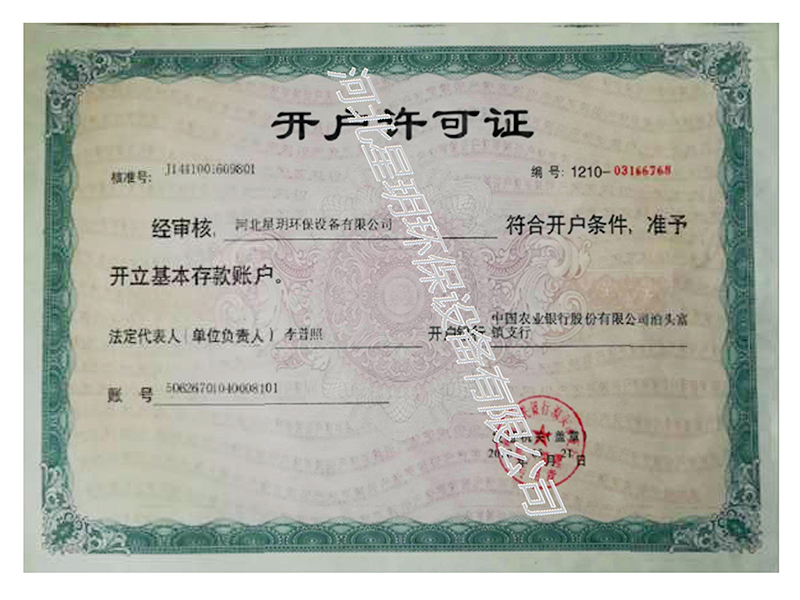 开户许可证
核准号: J1441001609801
编号: 1210-03166768
经审核, 河北星玥环保设备有限公司 符合开户条件, 准予
开立基本存款账户。
法定代表人(单位负责人) 李普照
开户银行 中国农业银行股份有限公司泊头富
镇支行
账号 50626701040008101
河北星玥环保设备有限公司